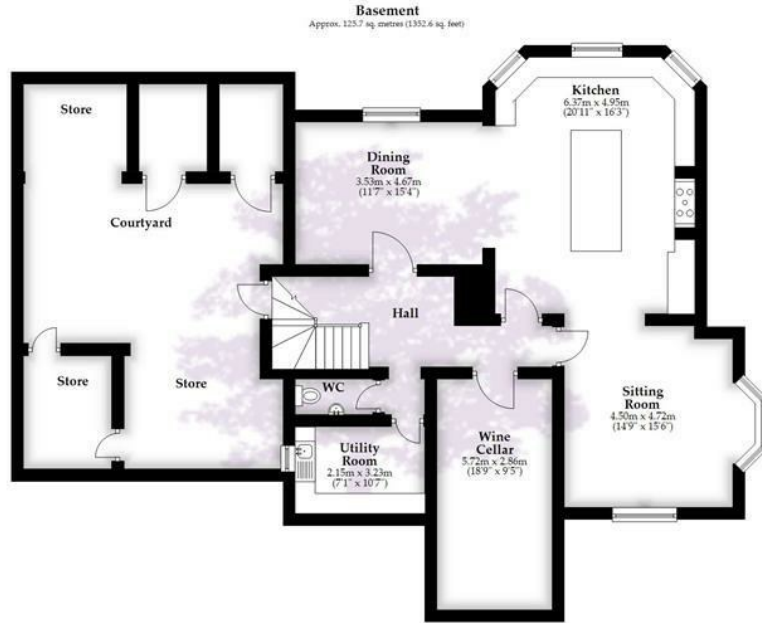 Basement
Approx. 125.7 sq. metres (1352.6 sq. feet)
Store
Kitchen
6.37m x 4.95m
(20'11" x 16'3")
Dining
Room
3.53m x 4.67m
(11'7" x 15'4")
Courtyard
Hall
Store
Store
WC
Sitting
Room
4.50m x 4.72m
(14'9" x 15'6")
Utility
Room
2.15m x 3.23m
(7'1" x 10'7")
Wine
Cellar
5.72m x 2.86m
(18'9" x 9'5")